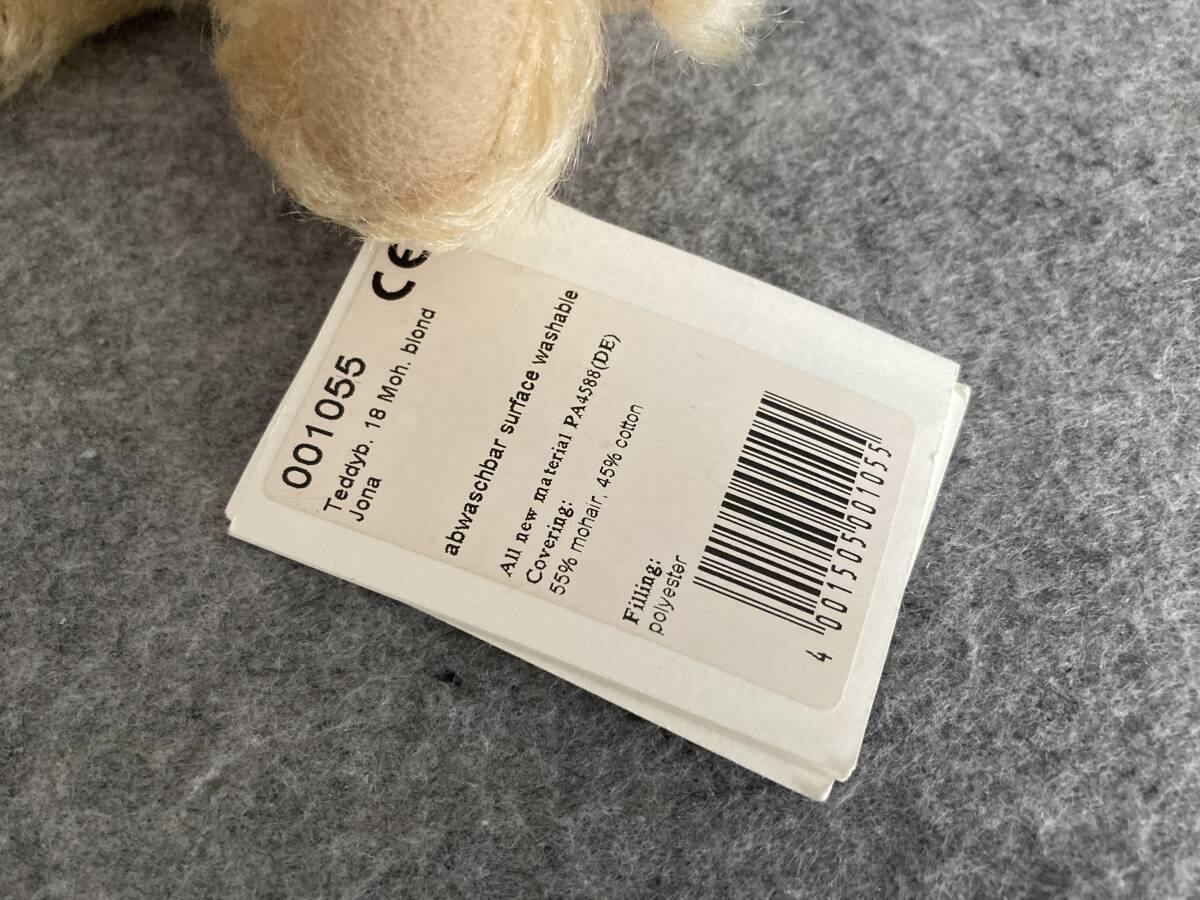 001055
CE
Teddyb. 18 Moh. blond
Jona
abwaschbar surface washable
All new material PA4588(DE)
Covering:
55% mohair, 45% cotton
Filling:
polyester
4 001505 001055